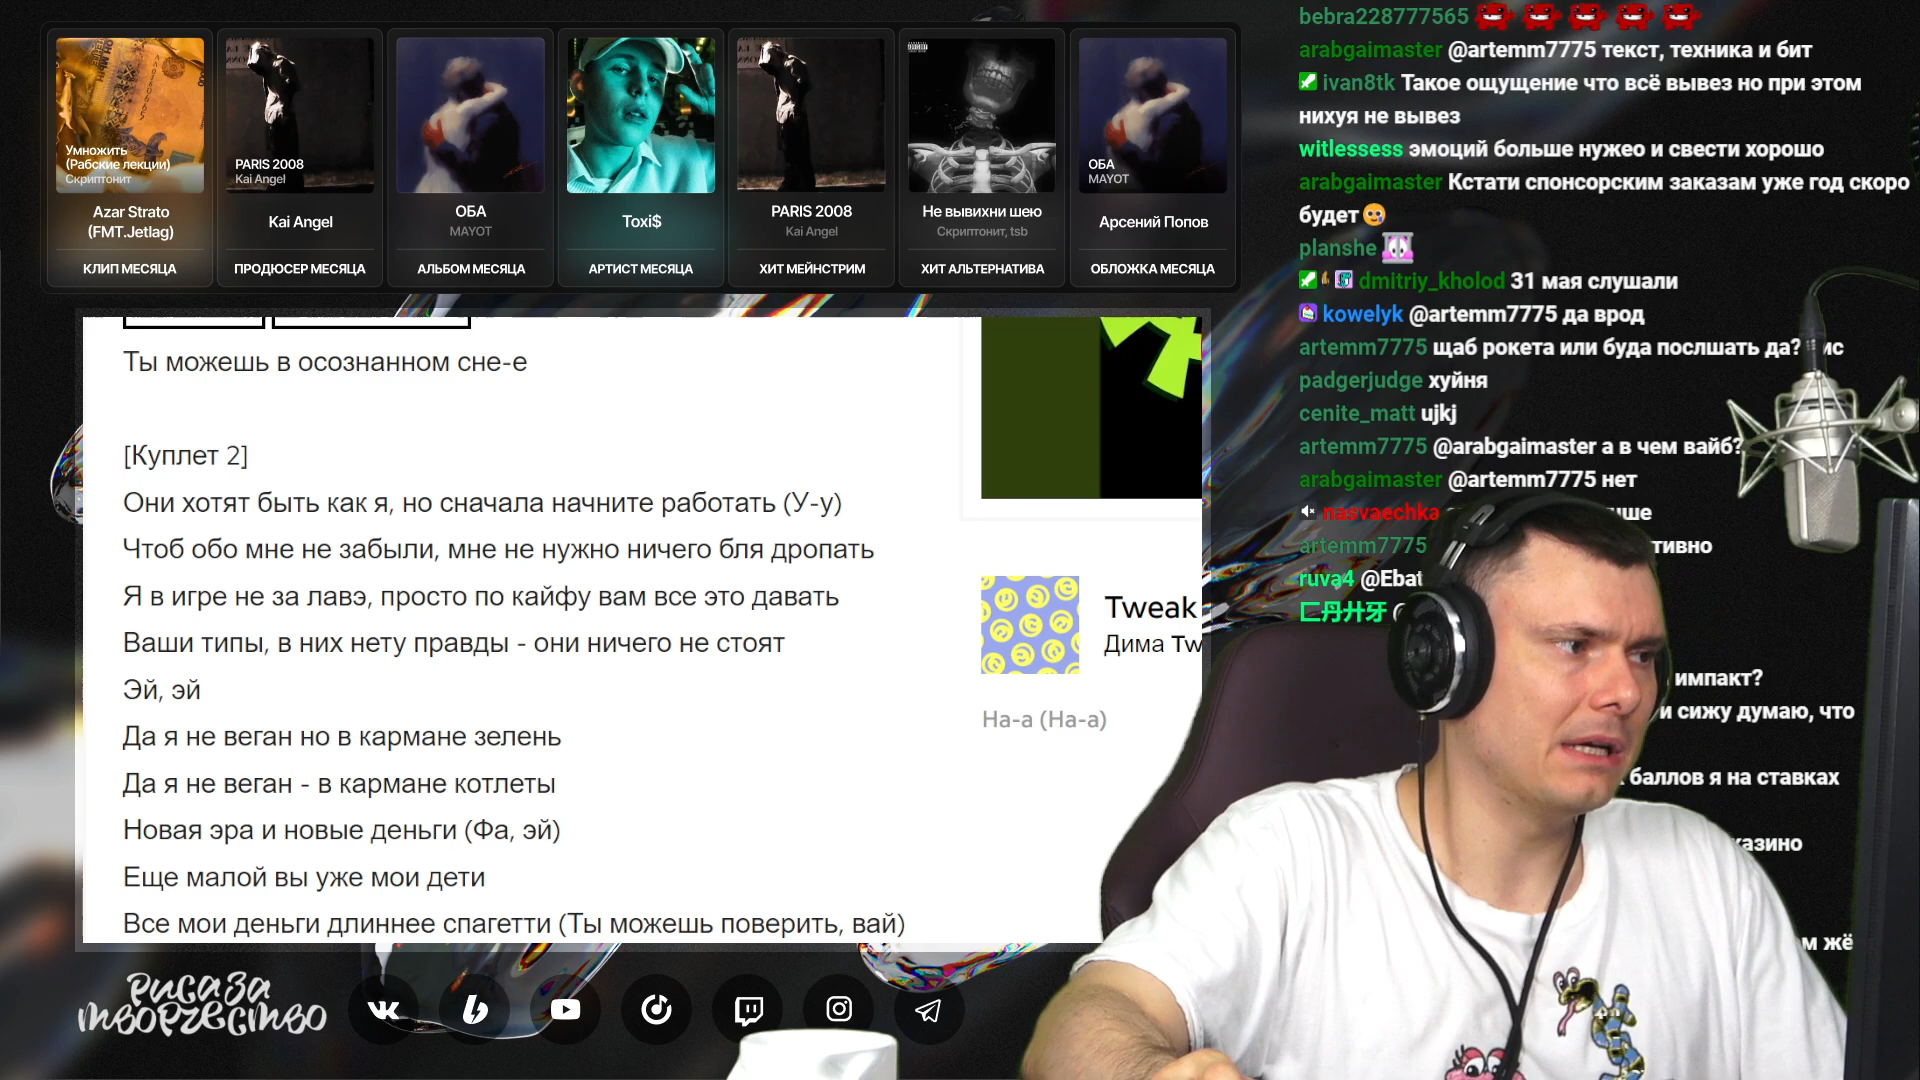 Умножить
(Рабские лекции)
Скриптонит
Azar Strato
(FMT.Jetlag)
КЛИП МЕСЯЦА
PARIS 2008
Kai Angel
Kai Angel
ПРОДЮСЕР МЕСЯЦА
ОБА
MAYOT
АЛЬБОМ МЕСЯЦА
Toxi$
АРТИСТ МЕСЯЦА
PARIS 2008
Kai Angel
ХИТ МЕЙНСТРИМ
Не вывихни шею
Скриптонит, tsb
ХИТ АЛЬТЕРНАТИВА
ОБА
MAYOT
Арсений Попов
ОБЛОЖКА МЕСЯЦА
Ты можешь в осознанном сне-е
[Куплет 2]
Они хотят быть как я, но сначала начните работать (У-у)
Чтоб обо мне не забыли, мне не нужно ничего бля дропать
Я в игре не за лавэ, просто по кайфу вам все это давать
Ваши типы, в них нету правды - они ничего не стоят
Эй, эй
Да я не веган но в кармане зелень
Да я не веган - в кармане котлеты
Новая эра и новые деньги (Фа, эй)
Еще малой вы уже мои дети
Все мои деньги длиннее спагетти (Ты можешь поверить, вай)
Tweak
Дима Tw
На-а (На-а)
bebra228777565
arabgaimaster @artemm7775 текст, техника и бит
ivan8tk Такое ощущение что всё вывез но при этом
нихуя не вывез
witlessess эмоций больше нужео и свести хорошо
arabgaimaster Кстати спонсорским заказам уже год скоро
будет
planshe
dmitriy_kholod 31 мая слушали
kowelyk @artemm7775 да врод
artemm7775 щаб рокета или буда послшать да? ис
padgerjudge хуйня
cenite_matt ujkj
artemm7775 @arabgaimaster а в чем вайб?
arabgaimaster @artemm7775 нет
nasvaechka
artemm7775 тивно
ruva4 @Ebat
импакт?
и сижу думаю, что
баллов я на ставках
казино
м жё
риса за
творчество